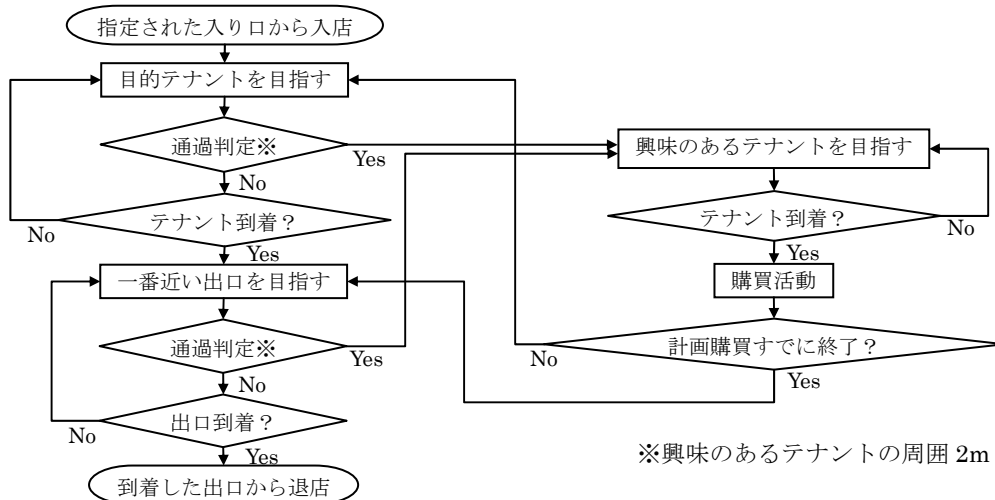 指定された入り口から入店
目的テナントを目指す
通過判定※
Yes
No
テナント到着？
No
Yes
一番近い出口を目指す
通過判定※
Yes
No
出口到着？
No
Yes
到着した出口から退店
興味のあるテナントを目指す
テナント到着？
No
Yes
購買活動
計画購買すでに終了？
No
Yes
※興味のあるテナントの周囲 2m